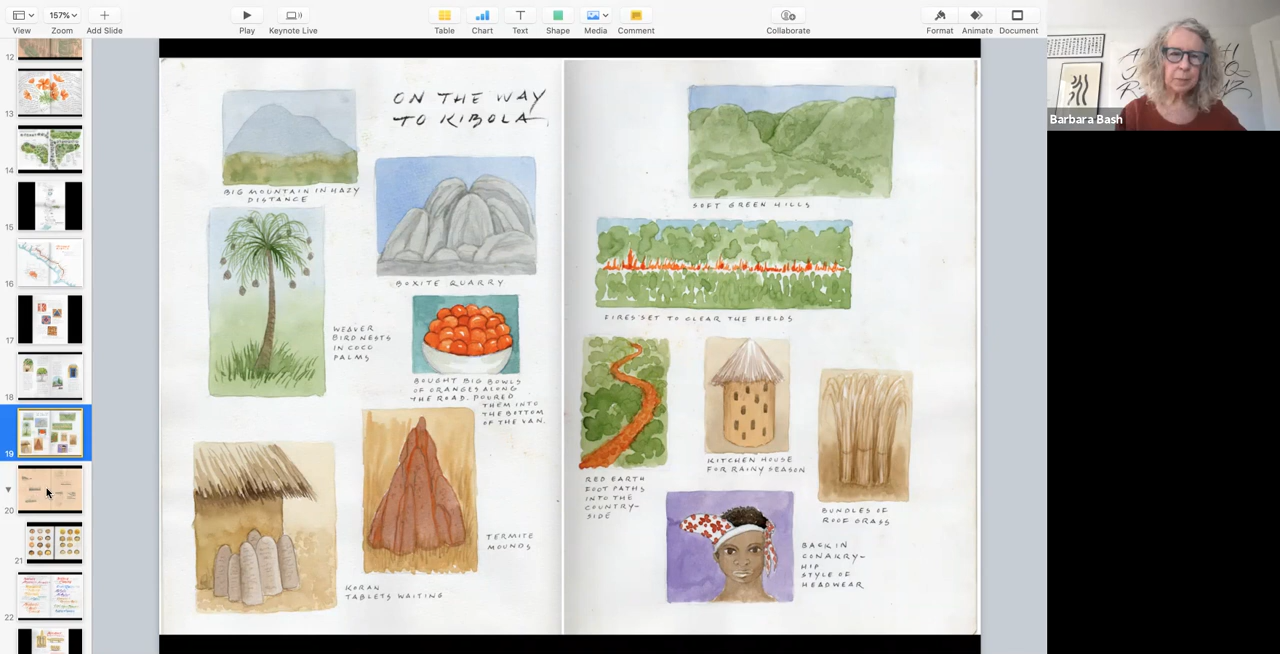 157%
View
Zoom
Add Slide
Play
Keynote Live
Table
Chart
Text
Shape
Media
Comment
Collaborate
Format
Animate
Document
12
13
14
15
16
17
18
19
20
21
22
ON THE WAY
TO KIBOLA
BIG MOUNTAIN IN HAZY
DISTANCE
BOXITE QUARRY
WEAVER
BIRD NESTS
IN COCO
PALMS
BOUGHT BIG BOWLS
OF ORANGES ALONG
THE ROAD. POURED
THEM INTO
THE BOTTOM
OF THE VAN.
TERMITE
MOUNDS
KORAN
TABLETS WAITING
SOFT GREEN HILLS
FIRES SET TO CLEAR THE FIELDS
RED EARTH
FOOT PATHS
INTO THE
COUNTRY-
SIDE
KITCHEN HOUSE
FOR RAINY SEASON
BUNDLES OF
ROOF GRASS
BACK IN
CONAKRY-
HIP
STYLE OF
HEADWEAR
Barbara Bash